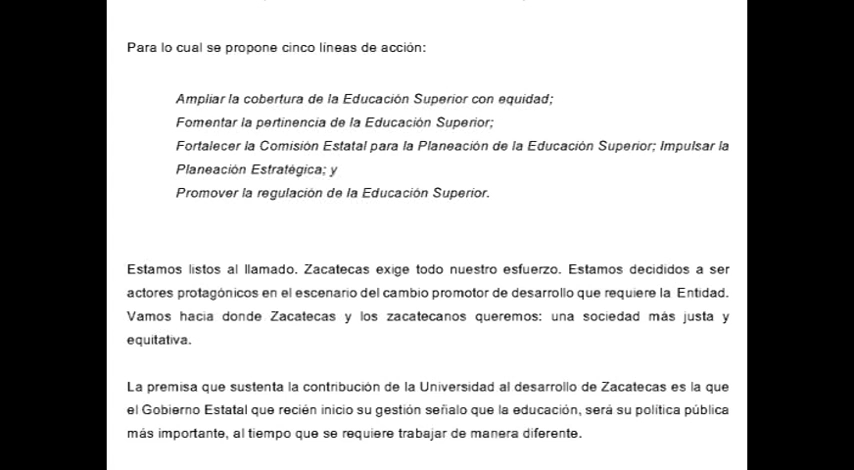 Para lo cual se propone cinco líneas de acción:
Ampliar la cobertura de la Educación Superior con equidad;
Fomentar la pertinencia de la Educación Superior;
Fortalecer la Comisión Estatal para la Planeación de la Educación Superior; Impulsar la
Planeación Estratégica; y
Promover la regulación de la Educación Superior.
Estamos listos al llamado. Zacatecas exige todo nuestro esfuerzo. Estamos decididos a ser
actores protagónicos en el escenario del cambio promotor de desarrollo que requiere la Entidad.
Vamos hacia donde Zacatecas y los zacatecanos queremos: una sociedad más justa y
equitativa.
La premisa que sustenta la contribución de la Universidad al desarrollo de Zacatecas es la que
el Gobierno Estatal que recién inicio su gestión señalo que la educación, será su política pública
más importante, al tiempo que se requiere trabajar de manera diferente.